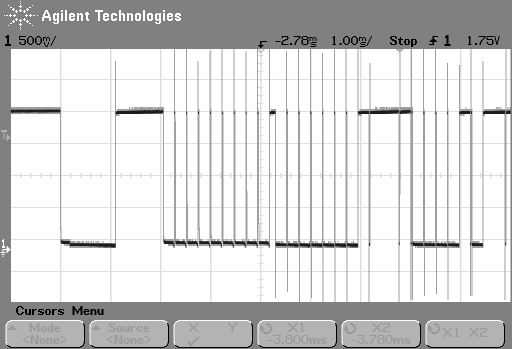 Agilent Technologies
1 500mV/ -2.78ms 1.00ms/ Stop 1 1.75V
T
1
Cursors Menu
Mode Source X Y X1 X2 X1 X2
<None> <None> ✓ -3.800ms -3.780ms